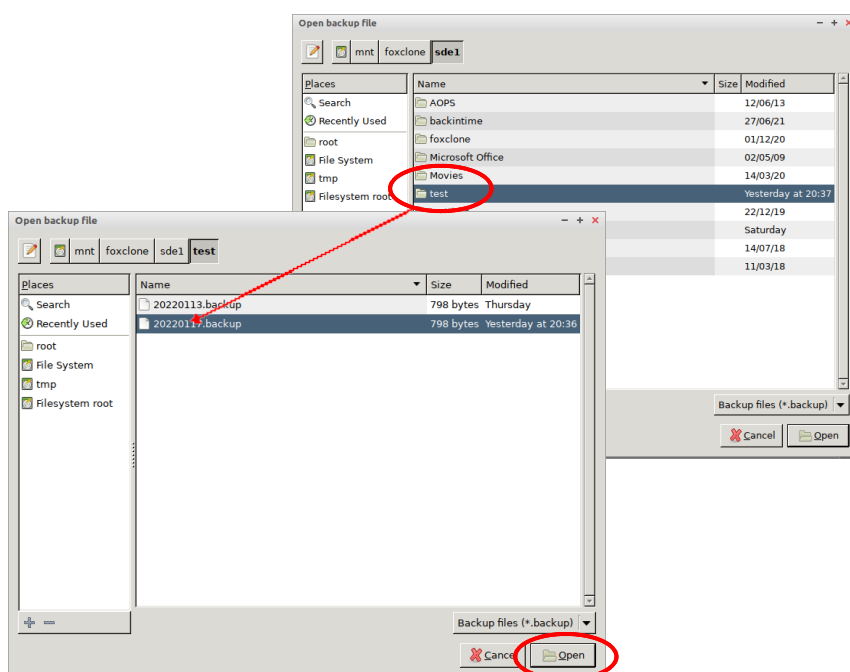 Open backup file
mnt foxclone sde1
Places Name Size Modified
Search AOPS 12/06/13
Recently Used backintime 27/06/21
root foxclone 01/12/20
File System Microsoft Office 02/05/09
tmp Movies 14/03/20
Filesystem root test Yesterday at 20:37
22/12/19
Saturday
14/07/18
11/03/18
Backup files (*.backup)
Cancel Open
Open backup file
mnt foxclone sde1 test
Places Name Size Modified
Search 20220113.backup 798 bytes Thursday
Recently Used 20220117.backup 798 bytes Yesterday at 20:36
root
File System
tmp
Filesystem root
Backup files (*.backup)
Cancel Open